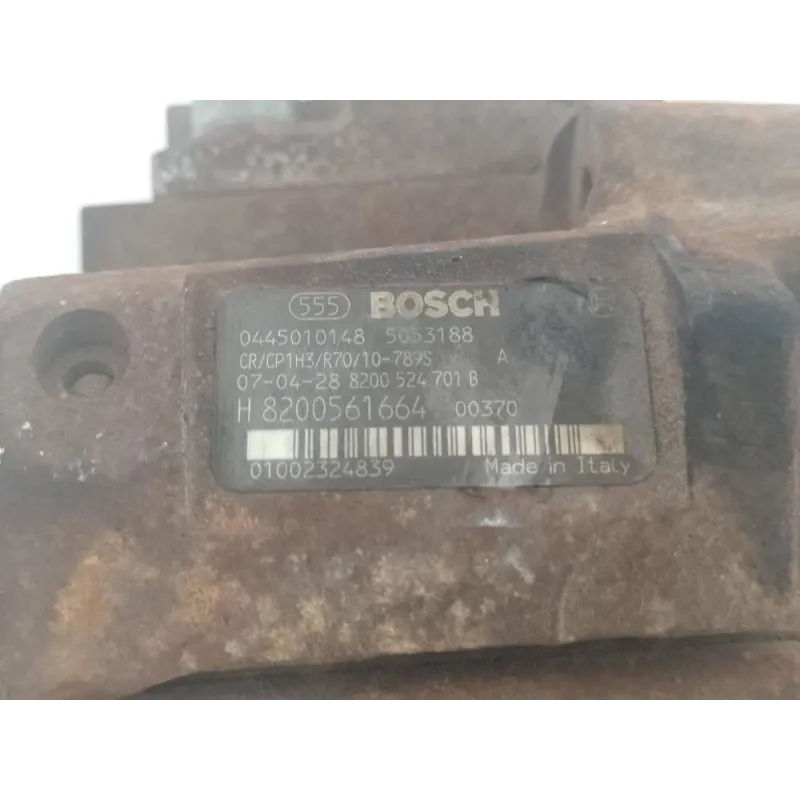 555 BOSCH
0445010148 5053188
CR/CP1H3/R70/10-789S A
07-04-28 8200 524 701 B
H 8200561664 00370
01002324839 Made in Italy